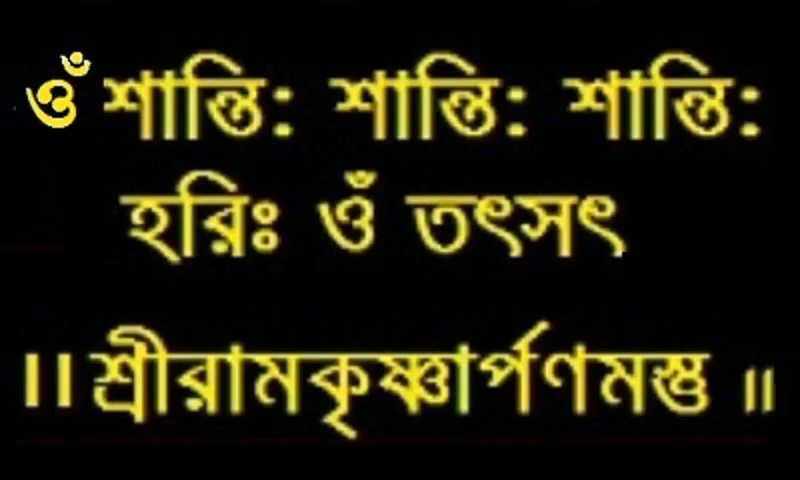 ওঁ শান্তি: শান্তি: শান্তি:
হরিঃ ওঁ তৎসৎ
।। শ্রীরামকৃষ্ণার্পণমস্তু ॥